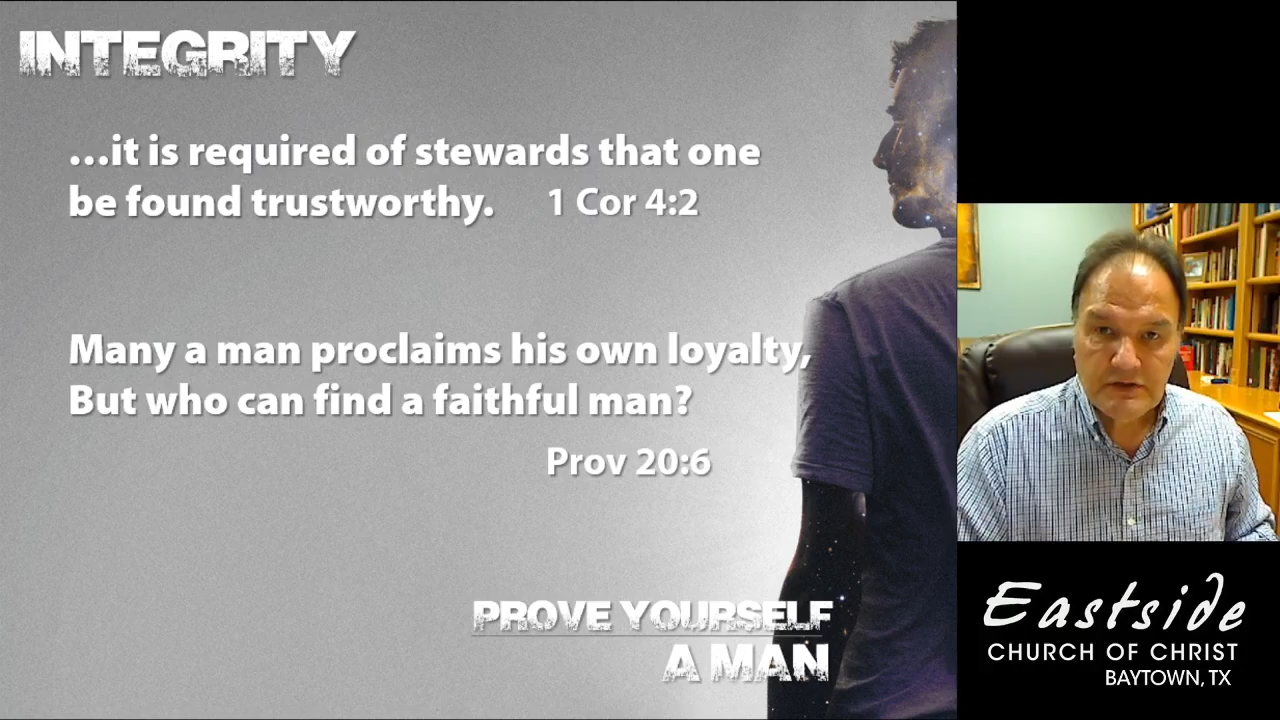 INTEGRITY
...it is required of stewards that one
be found trustworthy. 1 Cor 4:2
Many a man proclaims his own loyalty,
But who can find a faithful man?
Prov 20:6
PROVE YOURSELF
A MAN
Eastside
CHURCH OF CHRIST
BAYTOWN, TX